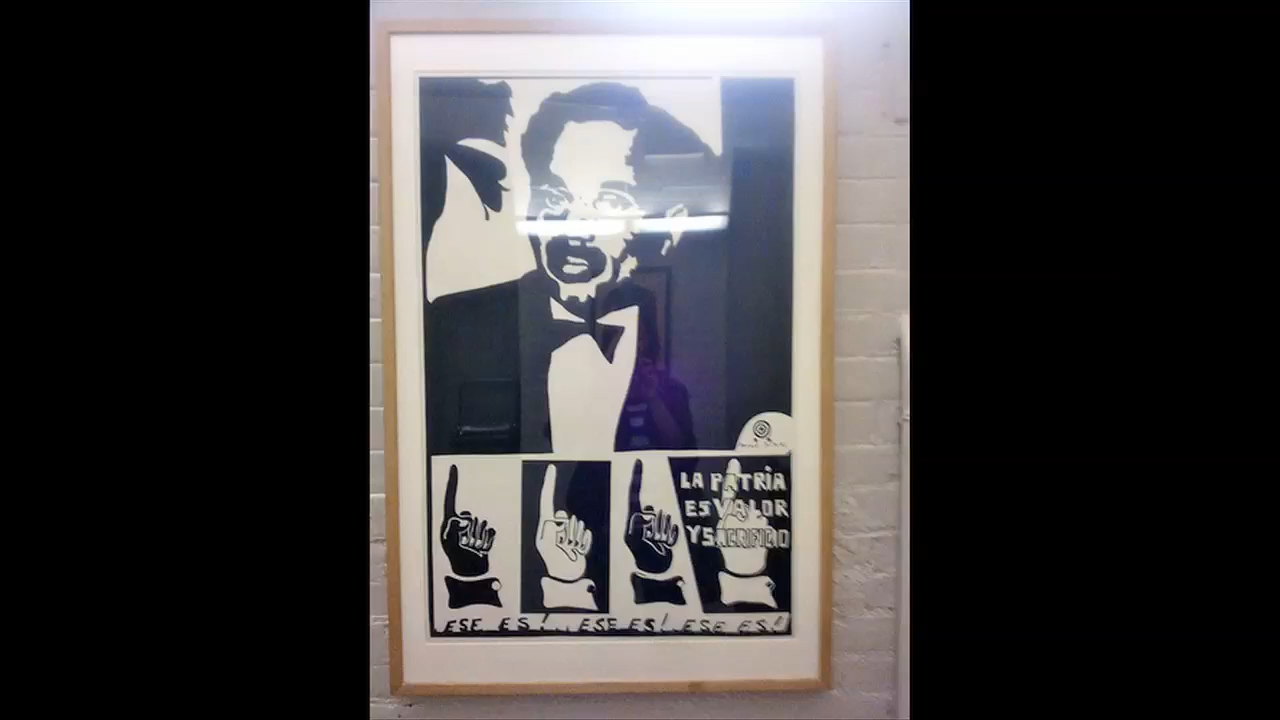 LA PATRIA
ES VALOR
Y SACRIFICIO
ESE ES!.. ESE ES! ESE ES!!